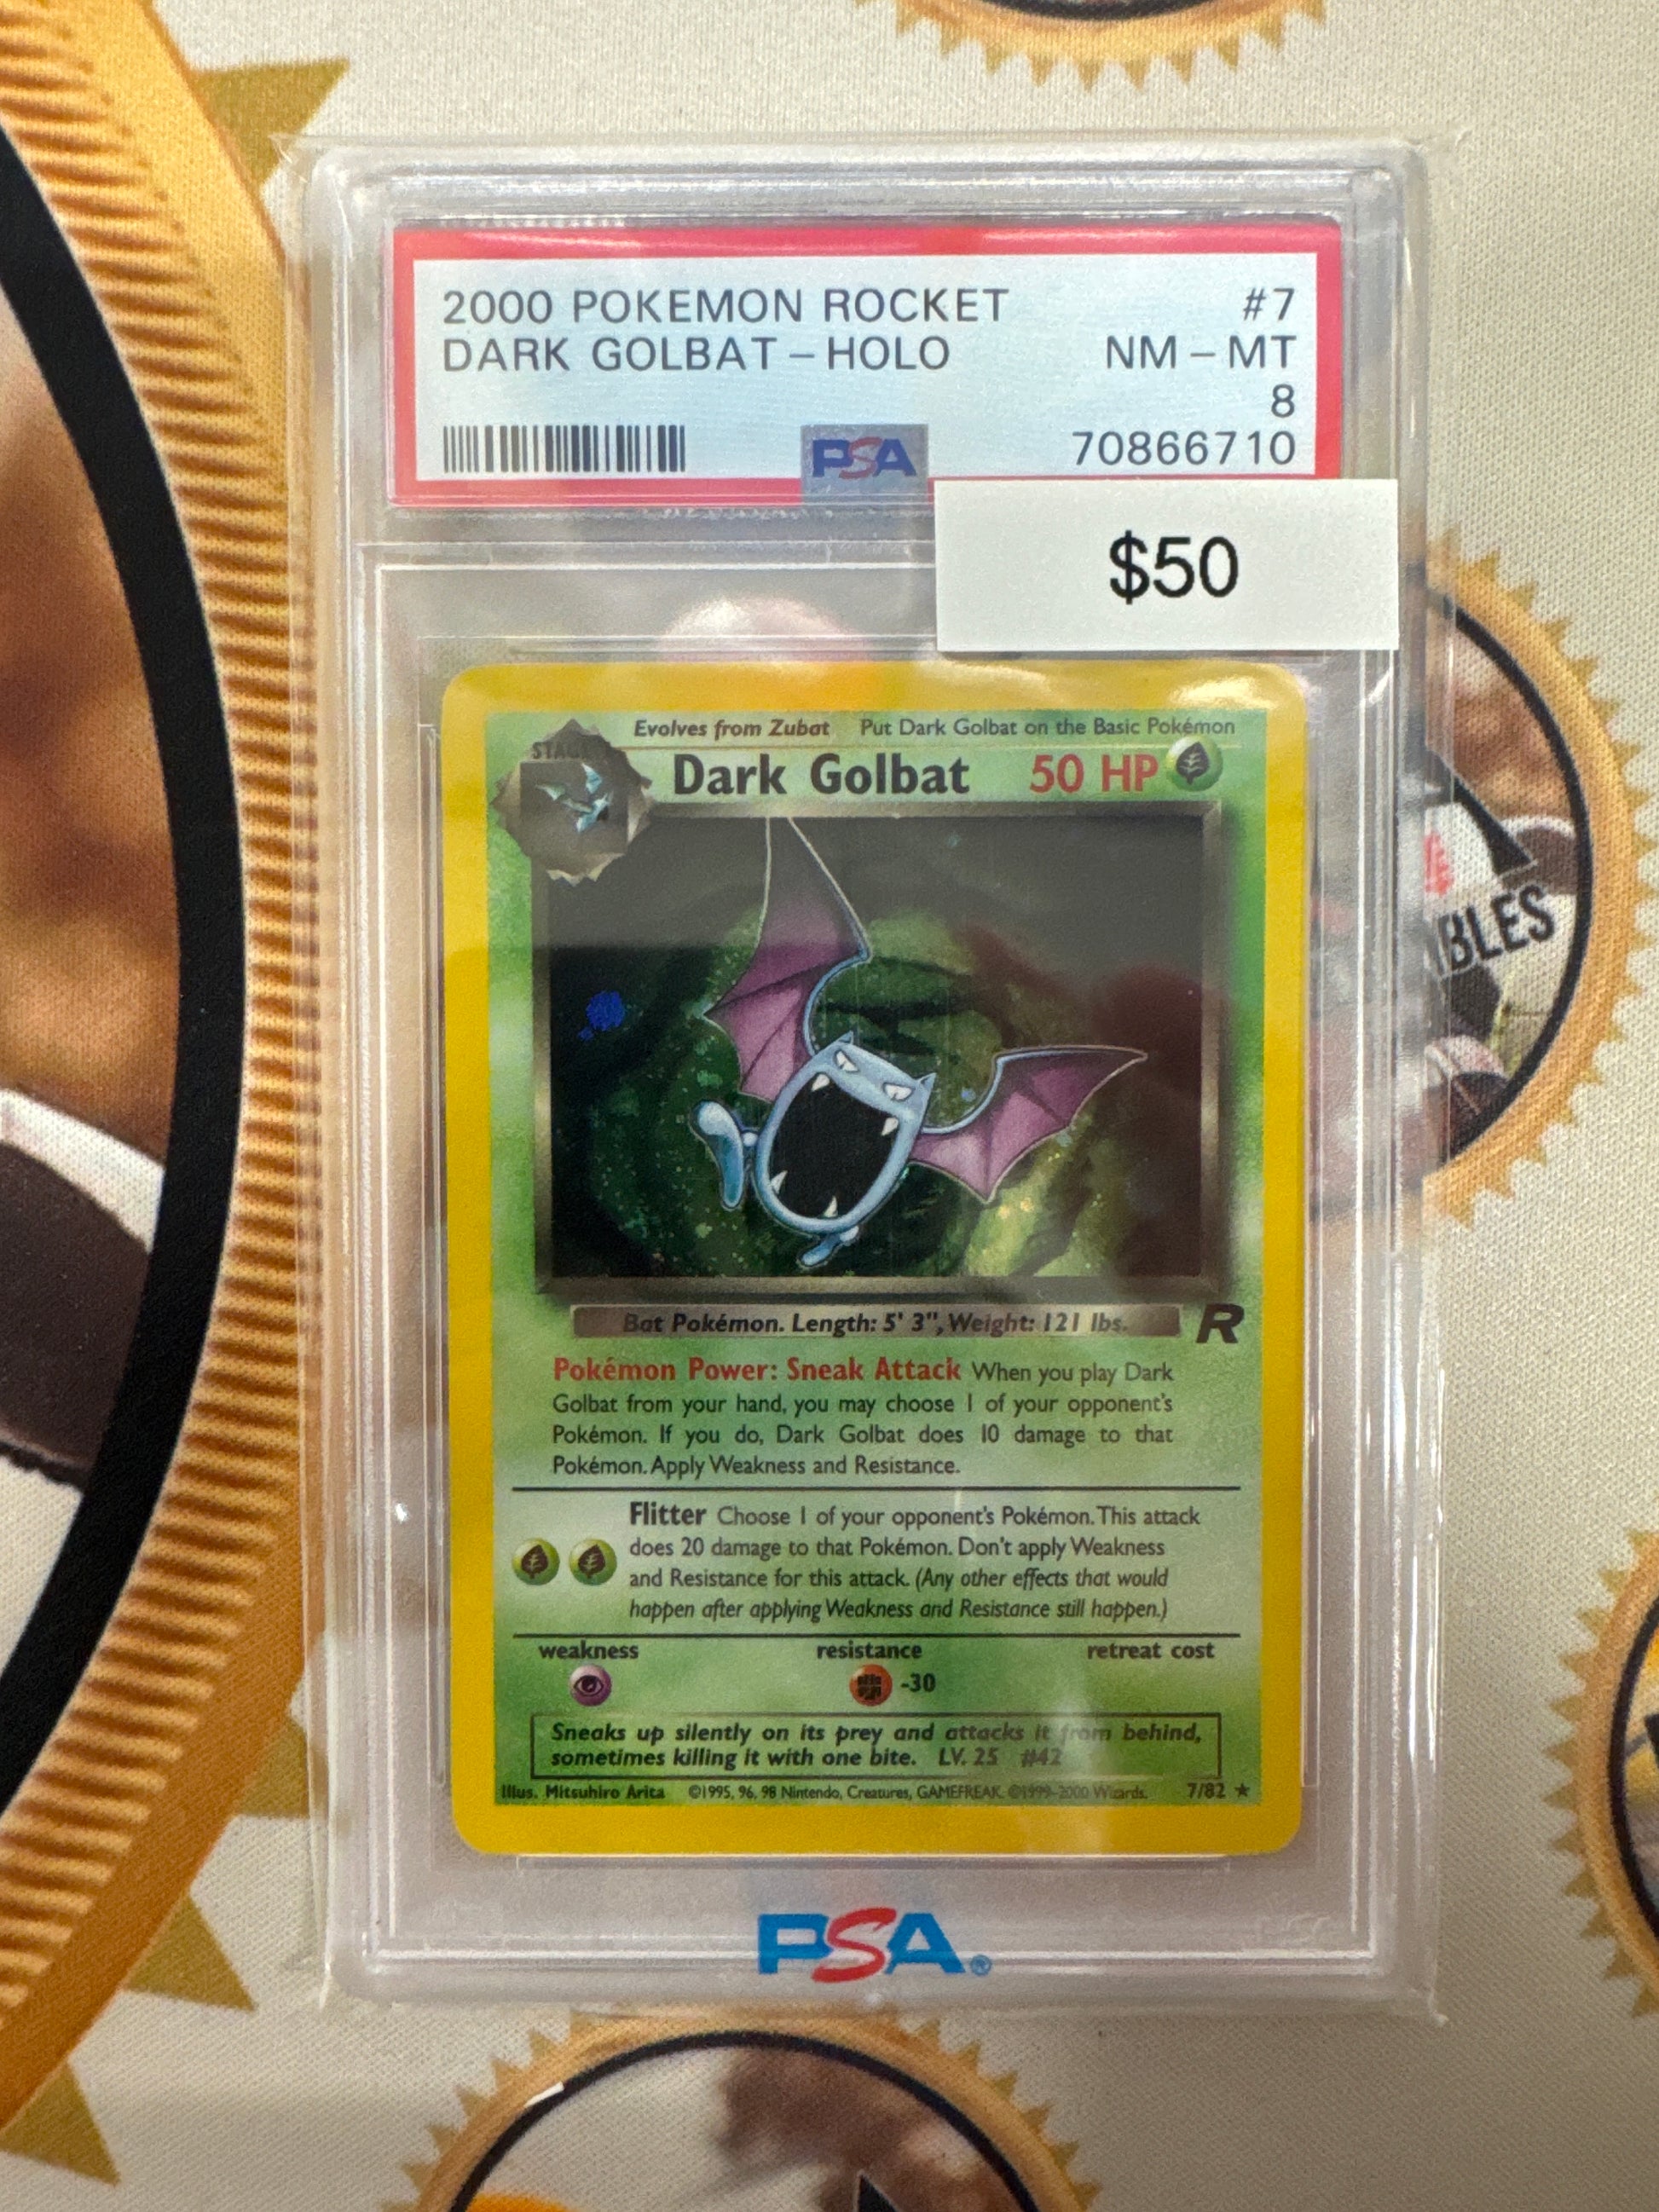 2000 POKEMON ROCKET #7
DARK GOLBAT - HOLO NM - MT
8
PSA 70866710
$50
Evolves from Zubat Put Dark Golbat on the Basic Pokémon
STAGE
Dark Golbat 50 HP
BLES
Bat Pokémon. Length: 5' 3", Weight: 121 lbs. R
Pokémon Power: Sneak Attack When you play Dark
Golbat from your hand, you may choose 1 of your opponent's
Pokémon. If you do, Dark Golbat does 10 damage to that
Pokémon. Apply Weakness and Resistance.
Flitter Choose 1 of your opponent's Pokémon. This attack
does 20 damage to that Pokémon. Don't apply Weakness
and Resistance for this attack. (Any other effects that would
happen after applying Weakness and Resistance still happen.)
weakness resistance retreat cost
-30
Sneaks up silently on its prey and attacks it from behind,
sometimes killing it with one bite. LV. 25 #42
Illus. Mitsuhiro Arita ©1995, 96, 98 Nintendo, Creatures, GAMEFREAK. ©1999-2000 Wizards. 7/82 ★
PSA®